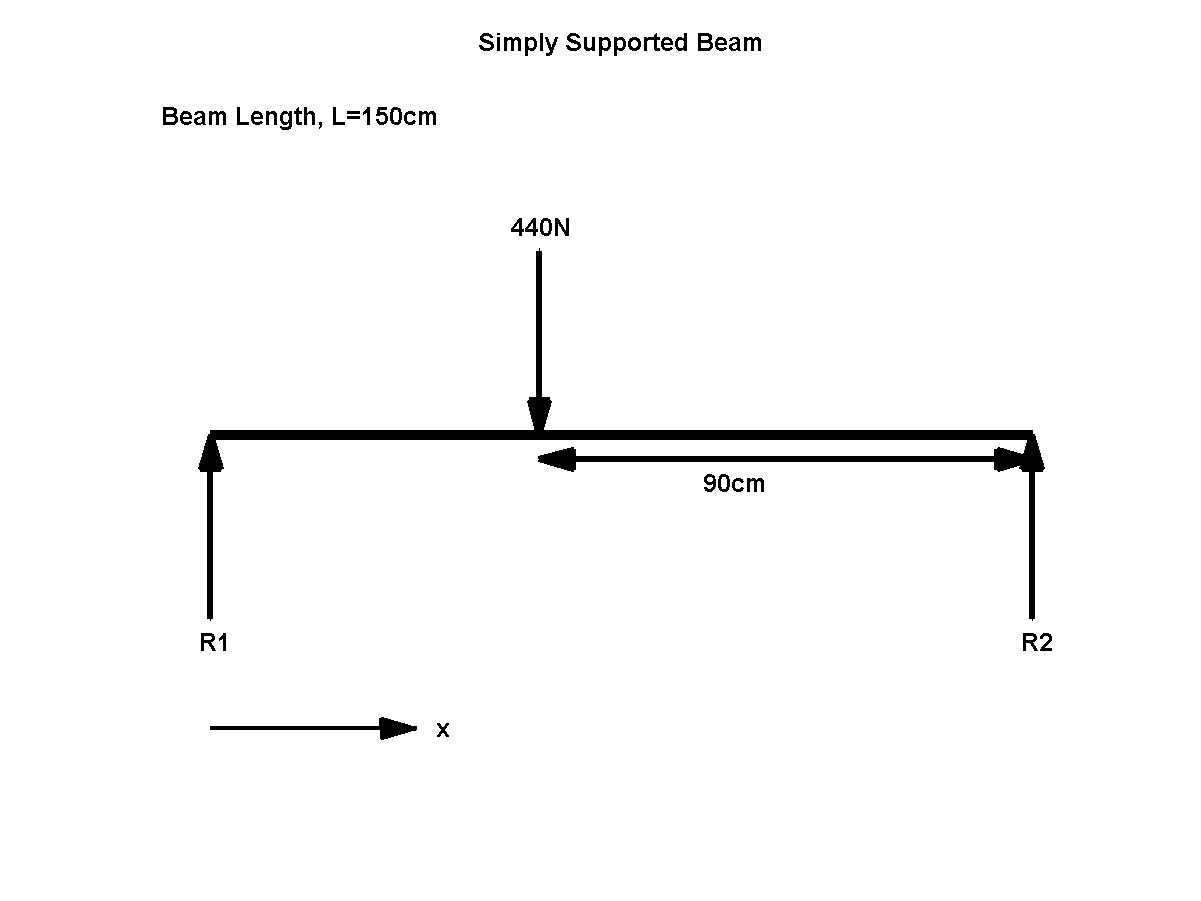 Simply Supported Beam
Beam Length, L=150cm
440N
90cm
R1
R2
x